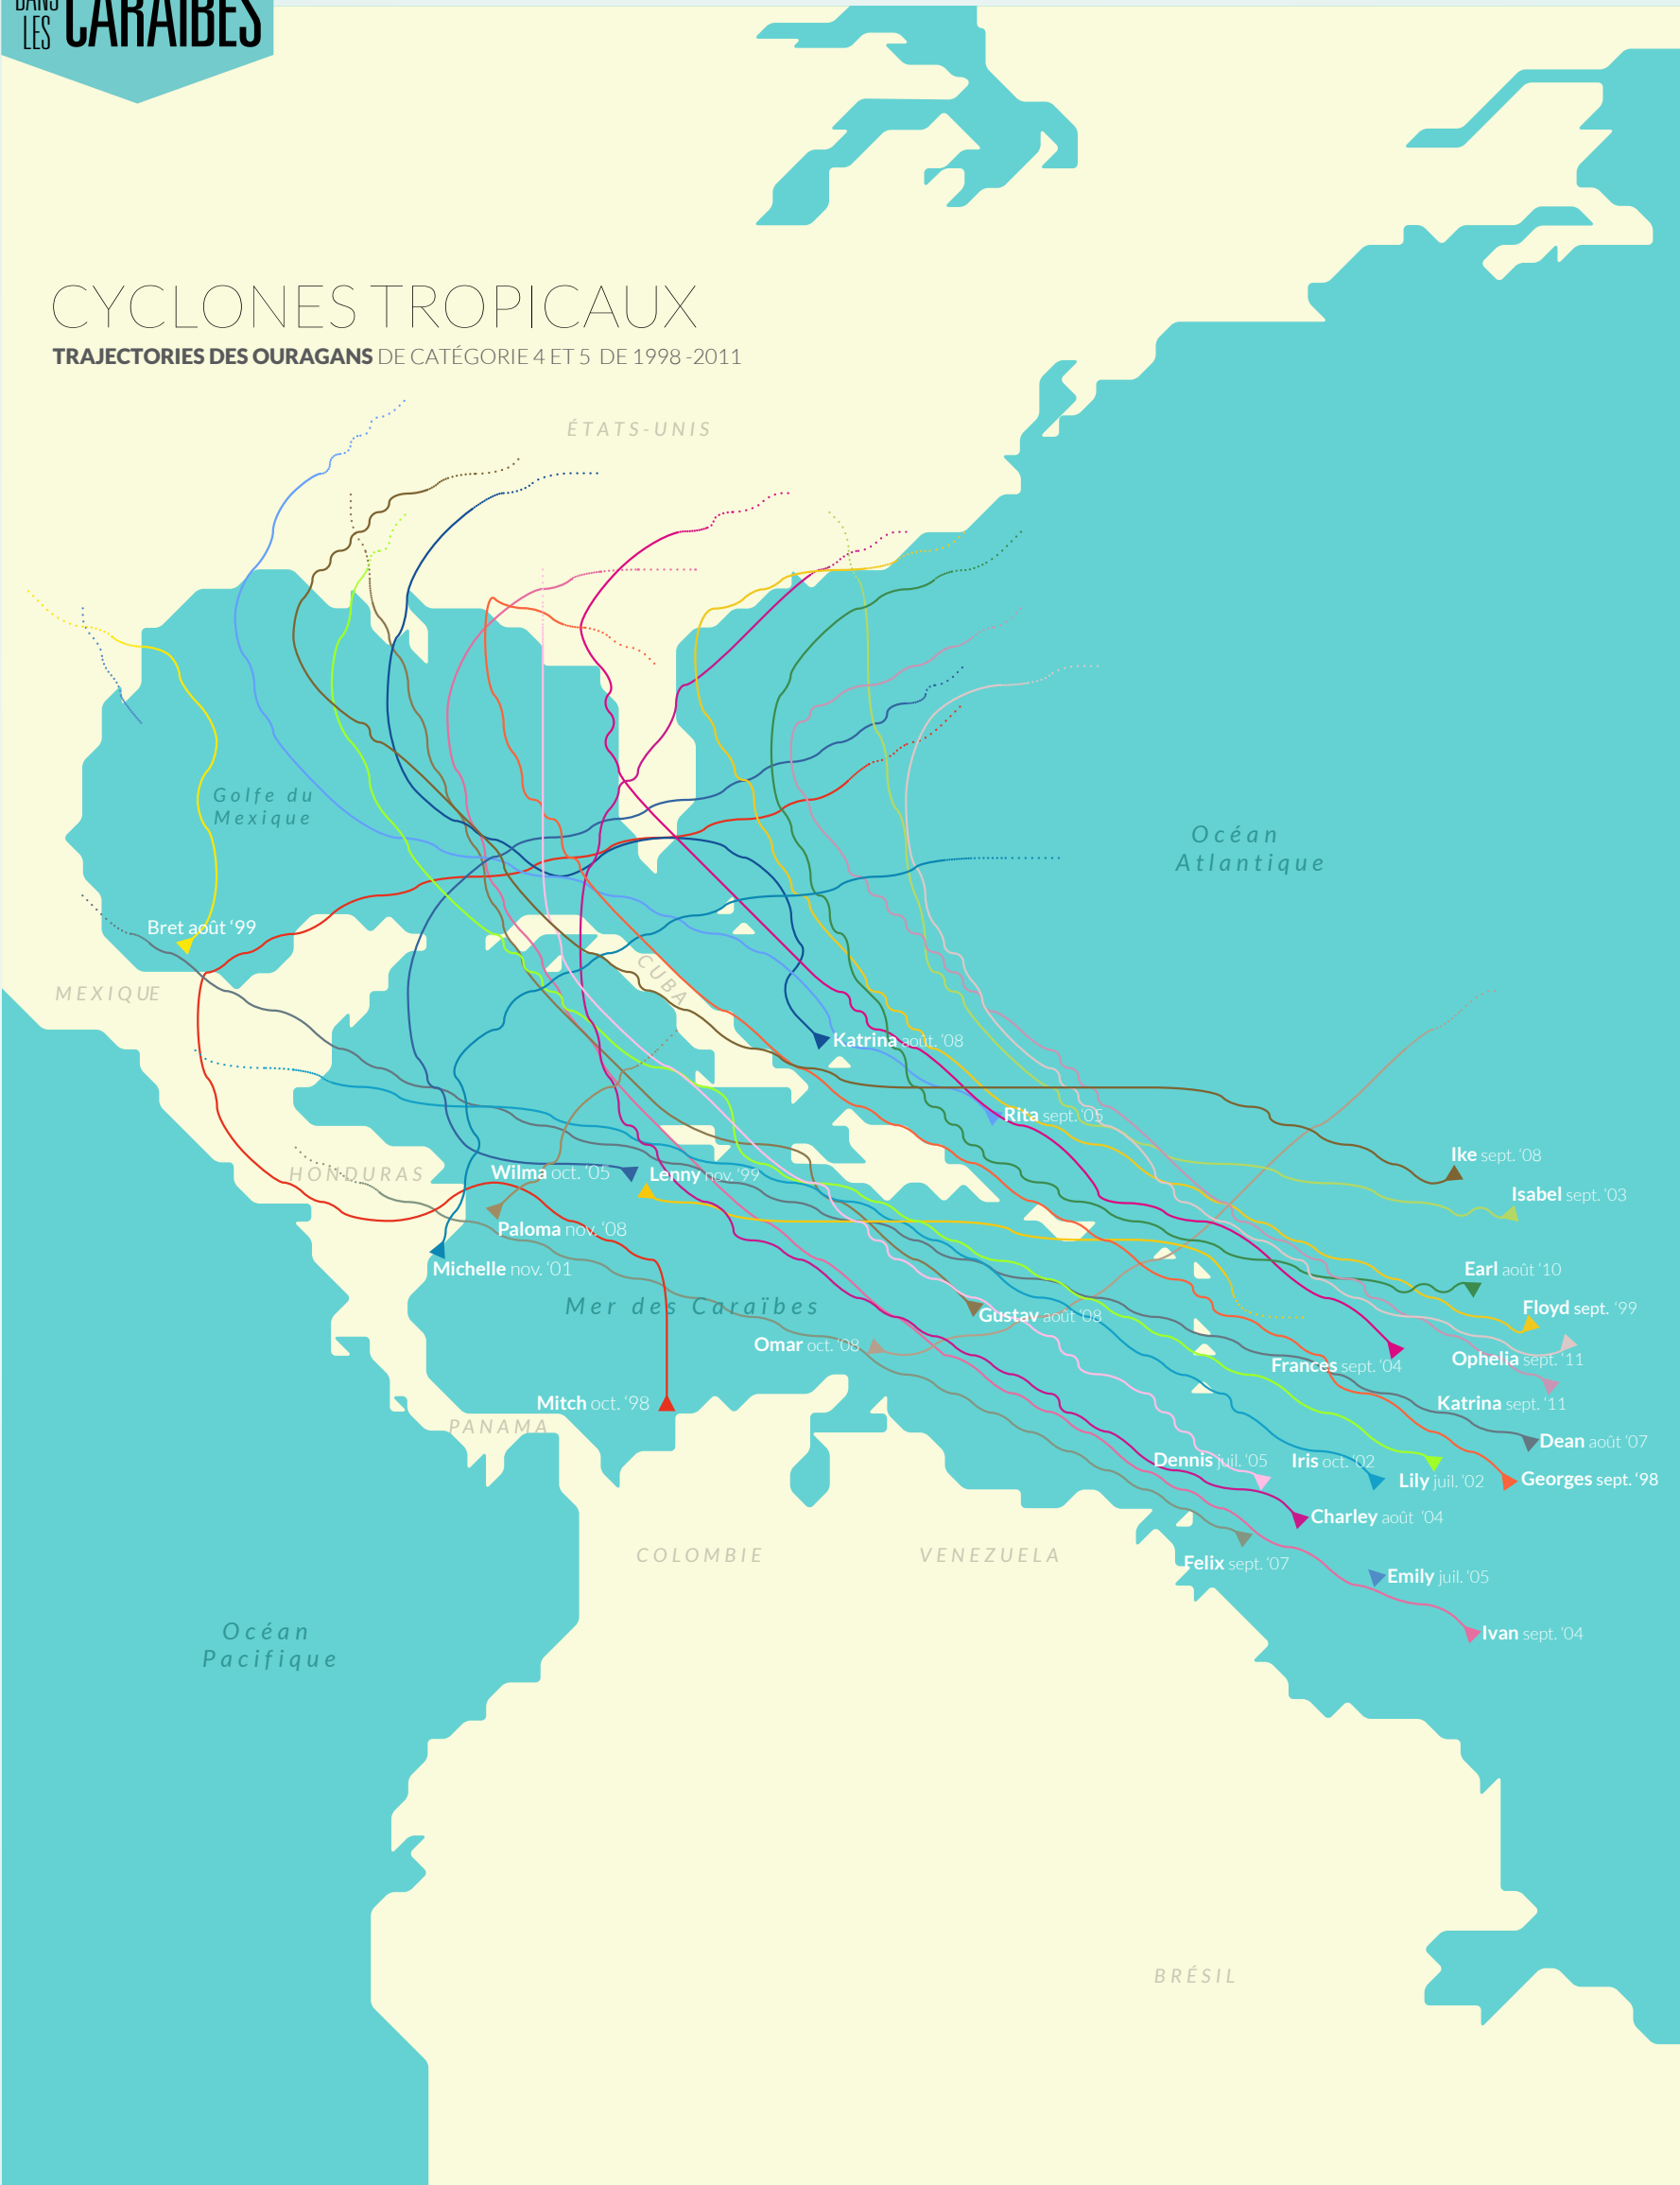 DANS
LES CARAÏBES
CYCLONES TROPICAUX
TRAJECTORIES DES OURAGANS DE CATÉGORIE 4 ET 5 DE 1998 -2011
ÉTATS-UNIS
Golfe du
Mexique
Océan
Atlantique
Bret août ‘99
MEXIQUE
CUBA
Katrina août. ‘08
Rita sept. ‘05
Ike sept. ‘08
HONDURAS
Wilma oct. ‘05
Lenny nov. ‘99
Isabel sept. ‘03
Paloma nov. ‘08
Michelle nov. ‘01
Earl août ‘10
Mer des Caraïbes
Gustav août ‘08
Floyd sept. ‘99
Omar oct. ‘08
Frances sept. ‘04
Ophelia sept. ‘11
Mitch oct. ‘98
Katrina sept. ‘11
PANAMA
Dean août ‘07
Dennis juil. ‘05
Iris oct. ‘02
Lily juil. ‘02
Georges sept. ‘98
Charley août ‘04
COLOMBIE
VENEZUELA
Felix sept. ‘07
Emily juil. ‘05
Océan
Pacifique
Ivan sept. ‘04
BRÉSIL